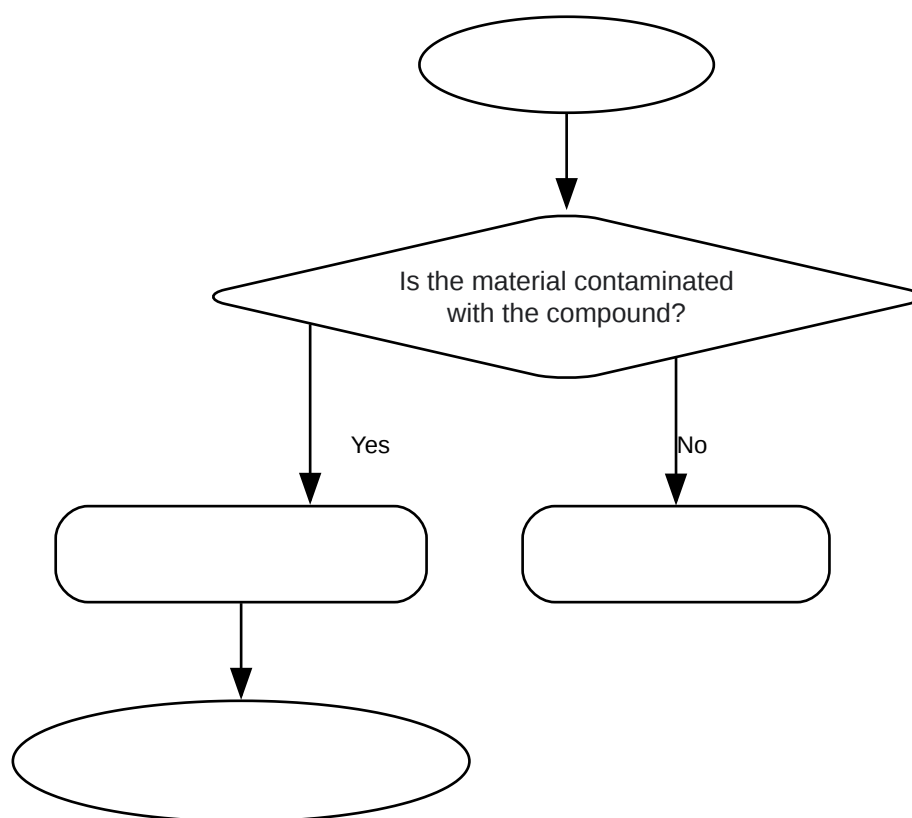 Is the material contaminated
with the compound?
Yes
No